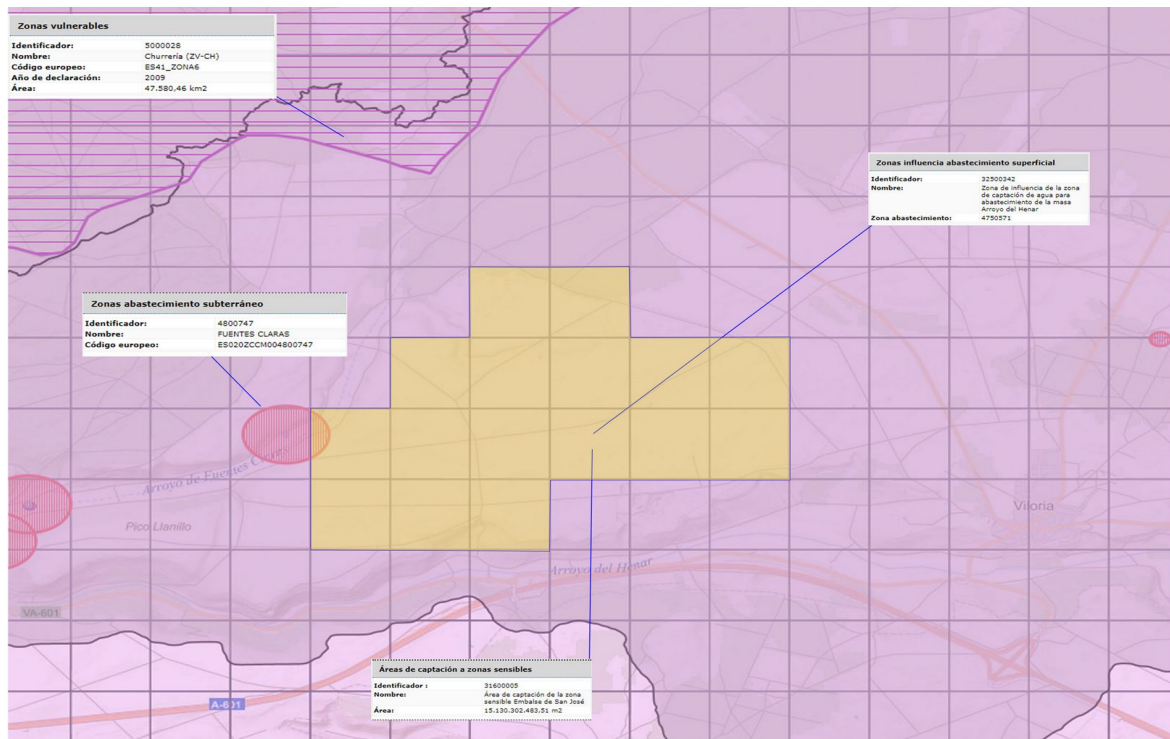 Zonas vulnerables
Identificador: 5000028
Nombre: Churrería (ZV-CH)
Código europeo: ES41_ZONA6
Año de declaración: 2009
Área: 47.580,46 km2
Zonas influencia abastecimiento superficial
Identificador: 32500342
Nombre: Zona de influencia de la zona
de captación de agua para
abastecimiento de la masa
Arroyo del Henar
Zona abastecimiento: 4750571
Zonas abastecimiento subterráneo
Identificador: 4800747
Nombre: FUENTES CLARAS
Código europeo: ES020ZCCM004800747
Arroyo de Fuentes Claras
Pico Llanillo
Viloria
Arroyo del Henar
VA-601
Áreas de captación a zonas sensibles
Identificador : 31600005
Nombre: Área de captación de la zona
sensible Embalse de San José
Área: 15.130.302.483,51 m2
A-601